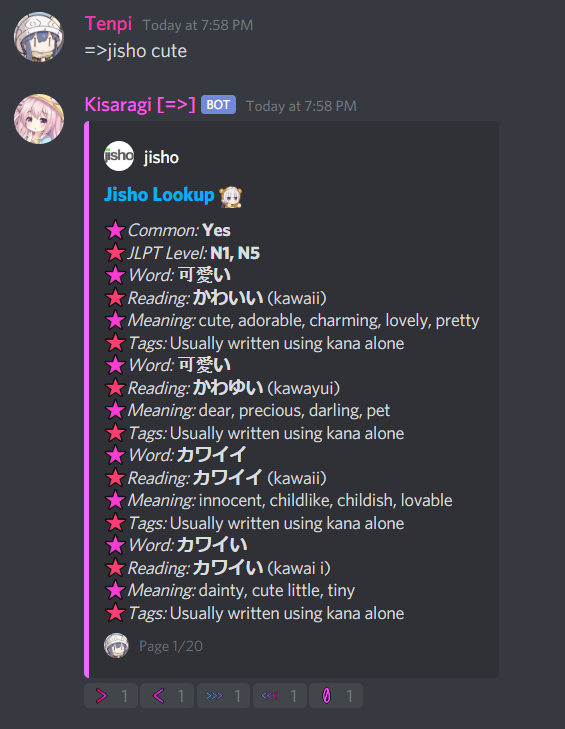 Tenpi Today at 7:58 PM
=>jisho cute
Kisaragi [=>] BOT Today at 7:58 PM
jisho jisho
Jisho Lookup
Common: Yes
JLPT Level: N1, N5
Word: 可愛い
Reading: かわいい (kawaii)
Meaning: cute, adorable, charming, lovely, pretty
Tags: Usually written using kana alone
Word: 可愛い
Reading: かわゆい (kawayui)
Meaning: dear, precious, darling, pet
Tags: Usually written using kana alone
Word: カワイイ
Reading: カワイイ (kawaii)
Meaning: innocent, childlike, childish, lovable
Tags: Usually written using kana alone
Word: カワイい
Reading: カワイい (kawai i)
Meaning: dainty, cute little, tiny
Tags: Usually written using kana alone
Page 1/20
> 1 < 1 >>> 1 <<< 1 0 1